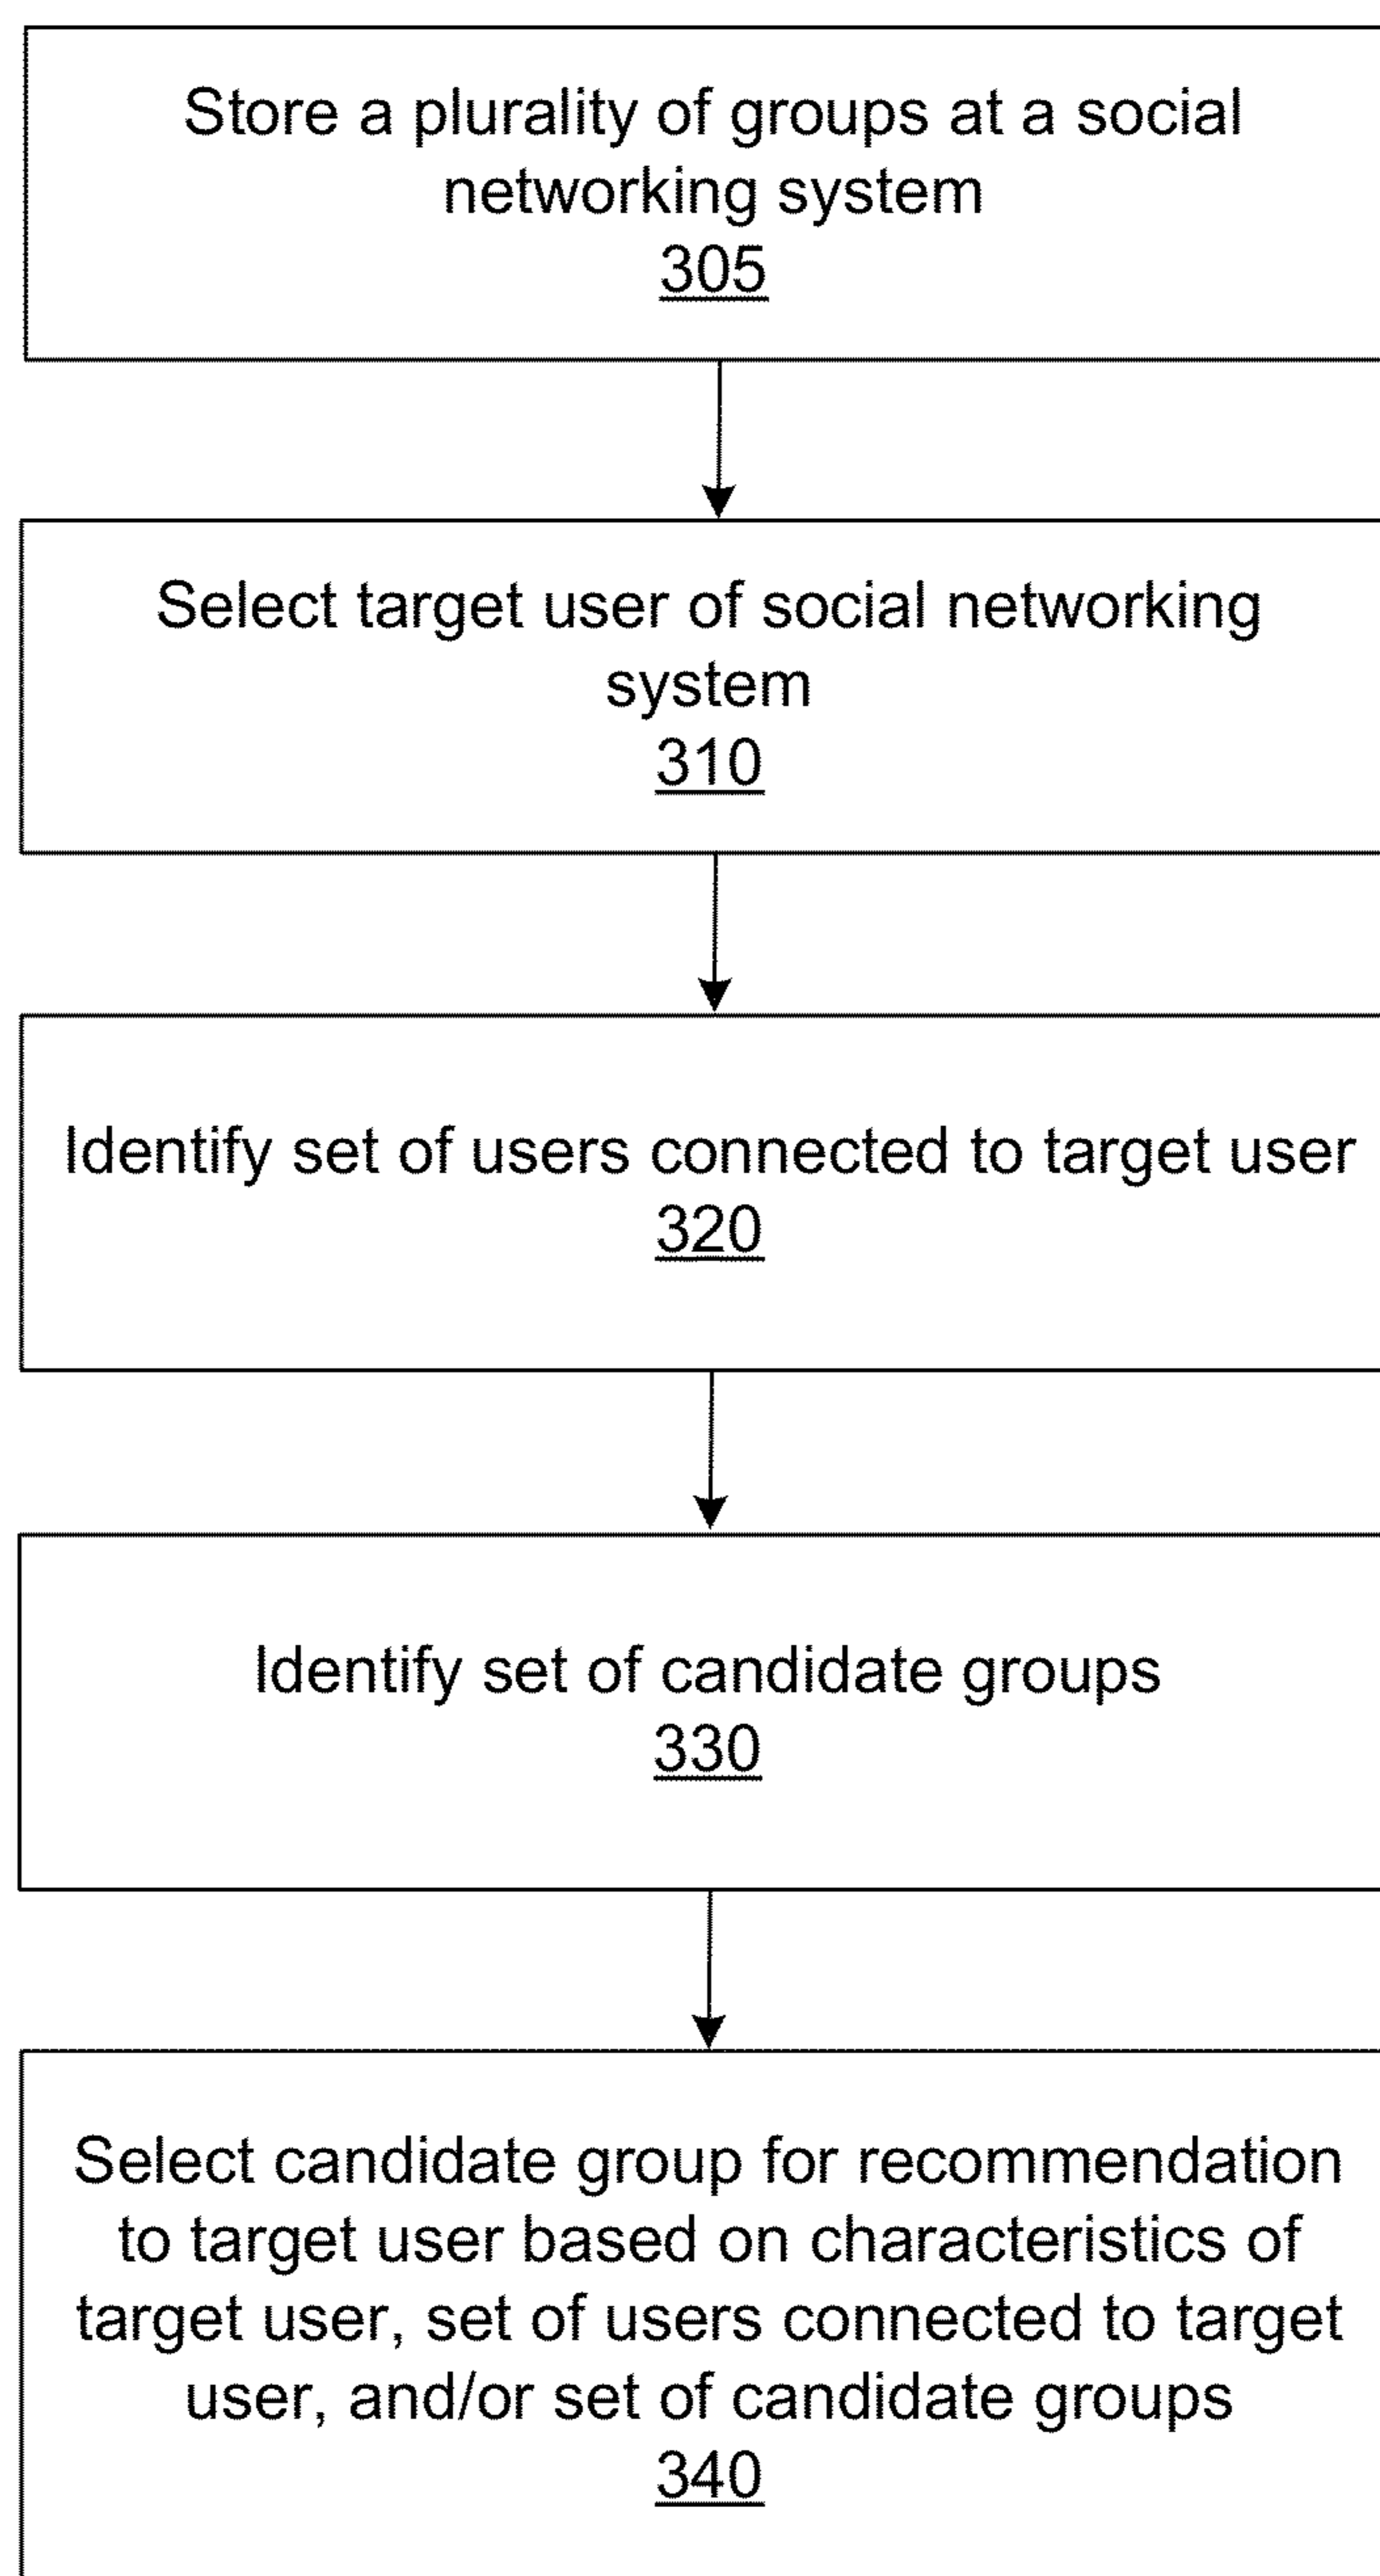 Store a plurality of groups at a social
networking system
305
Select target user of social networking
system
310
Identify set of users connected to target user
320
Identify set of candidate groups
330
Select candidate group for recommendation
to target user based on characteristics of
target user, set of users connected to target
user, and/or set of candidate groups
340